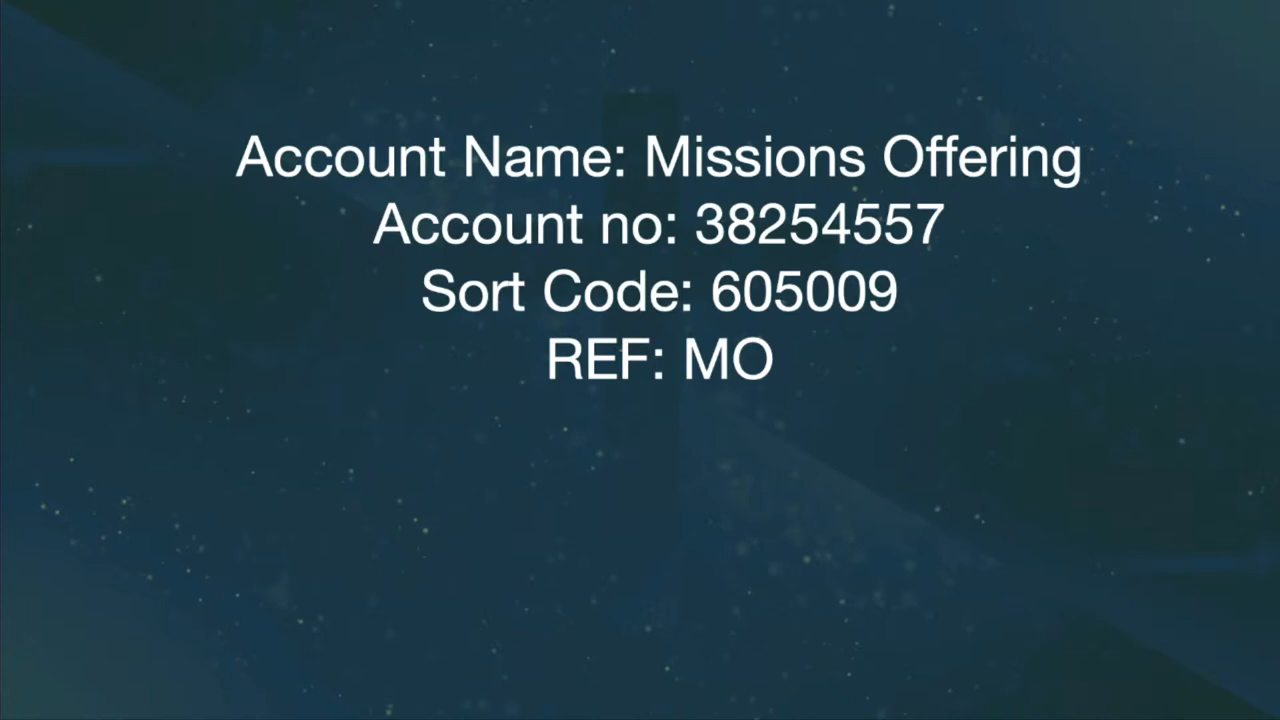 Account Name: Missions Offering
Account no: 38254557
Sort Code: 605009
REF: MO